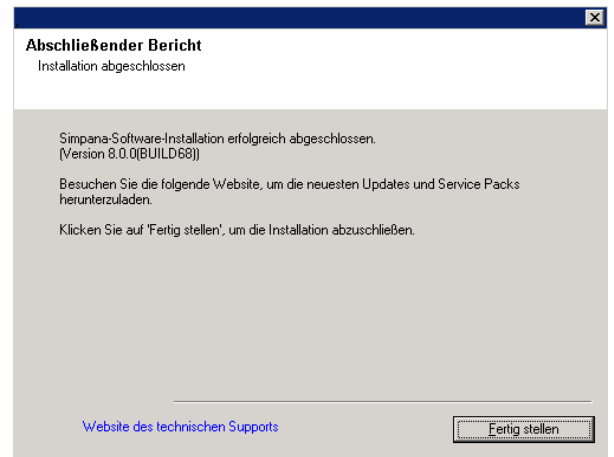 Abschließender Bericht
Installation abgeschlossen
Simpana-Software-Installation erfolgreich abgeschlossen.
(Version 8.0.0(BUILD68))
Besuchen Sie die folgende Website, um die neuesten Updates und Service Packs
herunterzuladen.
Klicken Sie auf 'Fertig stellen', um die Installation abzuschließen.
Website des technischen Supports
Fertig stellen